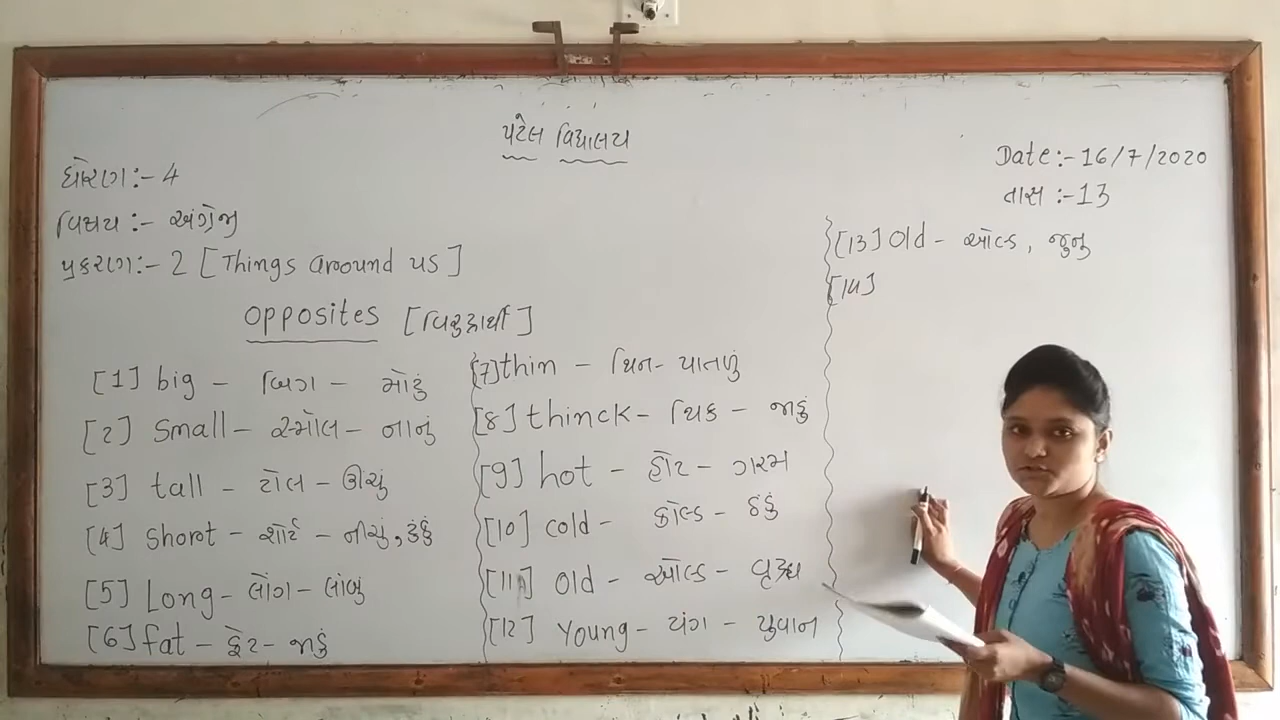 પટેલ વિદ્યાલય
Date:- 16/7/2020
ધોરણ:- 4
તાસ :- 13
વિષય :- અંગ્રેજી
પ્રકરણ:- 2 [Things around us]
opposites [વિરુદ્ધાર્થી]
[1] big - બિગ - મોટું
[2] Small - સ્મોલ - નાનું
[3] tall - ટોલ - ઊંચું
[4] Short - શોર્ટ - નીચું, ઠીંગું
[5] Long - લોંગ - લાંબુ
[6] fat - ફેટ - જાડું
[7] thin - થિન - પાતળું
[8] thinck - થિક - જાડું
[9] hot - હોટ - ગરમ
[10] cold - કોલ્ડ - ઠંડું
[11] old - ઓલ્ડ - વૃદ્ધ
[12] Young - યંગ - યુવાન
[13] Old - ઓલ્ડ, જુનુ
[14]